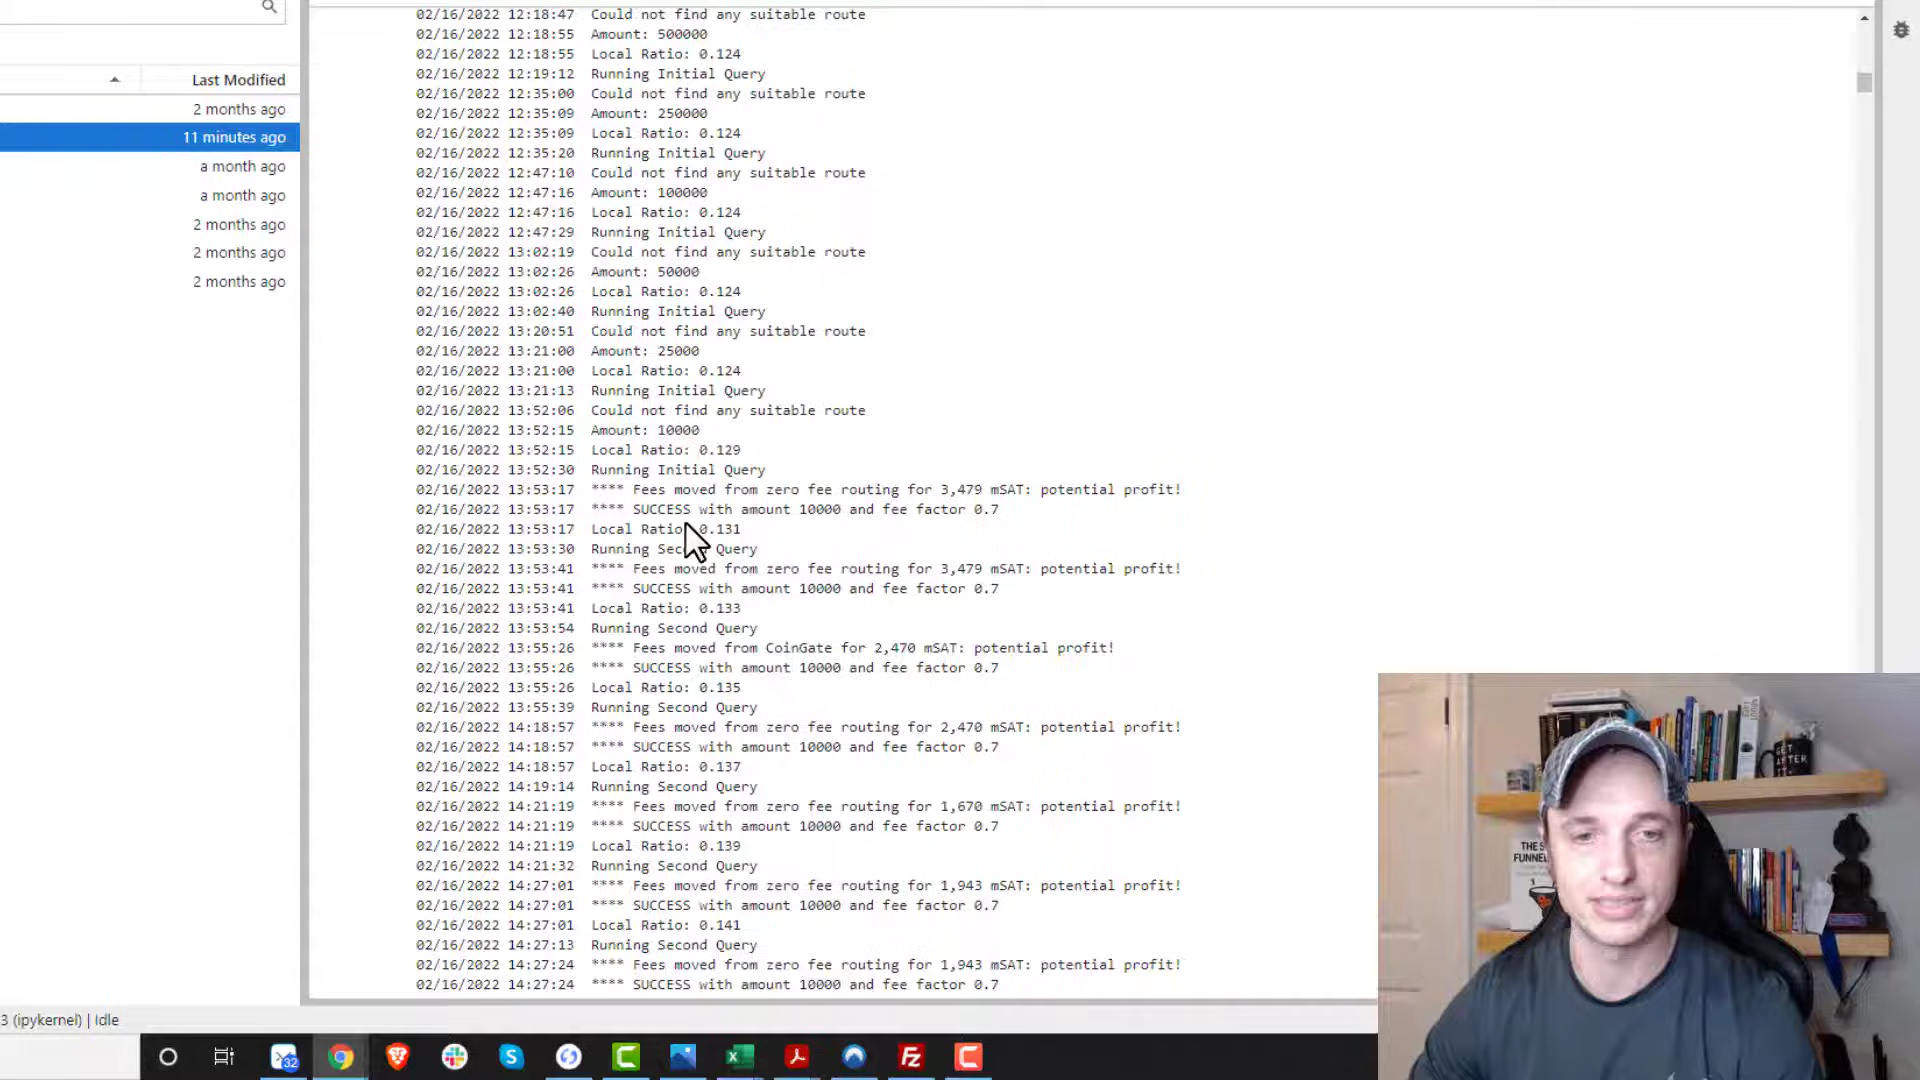 Last Modified
2 months ago
11 minutes ago
a month ago
a month ago
2 months ago
2 months ago
2 months ago
02/16/2022 12:18:47 Could not find any suitable route
02/16/2022 12:18:55 Amount: 500000
02/16/2022 12:18:55 Local Ratio: 0.124
02/16/2022 12:19:12 Running Initial Query
02/16/2022 12:35:00 Could not find any suitable route
02/16/2022 12:35:09 Amount: 250000
02/16/2022 12:35:09 Local Ratio: 0.124
02/16/2022 12:35:20 Running Initial Query
02/16/2022 12:47:10 Could not find any suitable route
02/16/2022 12:47:16 Amount: 100000
02/16/2022 12:47:16 Local Ratio: 0.124
02/16/2022 12:47:29 Running Initial Query
02/16/2022 13:02:19 Could not find any suitable route
02/16/2022 13:02:26 Amount: 50000
02/16/2022 13:02:26 Local Ratio: 0.124
02/16/2022 13:02:40 Running Initial Query
02/16/2022 13:20:51 Could not find any suitable route
02/16/2022 13:21:00 Amount: 25000
02/16/2022 13:21:00 Local Ratio: 0.124
02/16/2022 13:21:13 Running Initial Query
02/16/2022 13:52:06 Could not find any suitable route
02/16/2022 13:52:15 Amount: 10000
02/16/2022 13:52:15 Local Ratio: 0.129
02/16/2022 13:52:30 Running Initial Query
02/16/2022 13:53:17 **** Fees moved from zero fee routing for 3,479 mSAT: potential profit!
02/16/2022 13:53:17 **** SUCCESS with amount 10000 and fee factor 0.7
02/16/2022 13:53:17 Local Ratio: 0.131
02/16/2022 13:53:30 Running Second Query
02/16/2022 13:53:41 **** Fees moved from zero fee routing for 3,479 mSAT: potential profit!
02/16/2022 13:53:41 **** SUCCESS with amount 10000 and fee factor 0.7
02/16/2022 13:53:41 Local Ratio: 0.133
02/16/2022 13:53:54 Running Second Query
02/16/2022 13:55:26 **** Fees moved from CoinGate for 2,470 mSAT: potential profit!
02/16/2022 13:55:26 **** SUCCESS with amount 10000 and fee factor 0.7
02/16/2022 13:55:26 Local Ratio: 0.135
02/16/2022 13:55:39 Running Second Query
02/16/2022 14:18:57 **** Fees moved from zero fee routing for 2,470 mSAT: potential profit!
02/16/2022 14:18:57 **** SUCCESS with amount 10000 and fee factor 0.7
02/16/2022 14:18:57 Local Ratio: 0.137
02/16/2022 14:19:14 Running Second Query
02/16/2022 14:21:19 **** Fees moved from zero fee routing for 1,670 mSAT: potential profit!
02/16/2022 14:21:19 **** SUCCESS with amount 10000 and fee factor 0.7
02/16/2022 14:21:19 Local Ratio: 0.139
02/16/2022 14:21:32 Running Second Query
02/16/2022 14:27:01 **** Fees moved from zero fee routing for 1,943 mSAT: potential profit!
02/16/2022 14:27:01 **** SUCCESS with amount 10000 and fee factor 0.7
02/16/2022 14:27:01 Local Ratio: 0.141
02/16/2022 14:27:13 Running Second Query
02/16/2022 14:27:24 **** Fees moved from zero fee routing for 1,943 mSAT: potential profit!
02/16/2022 14:27:24 **** SUCCESS with amount 10000 and fee factor 0.7
3 (ipykernel) | Idle
32
GET
AFTER
IT.
THE S
FUNNEL